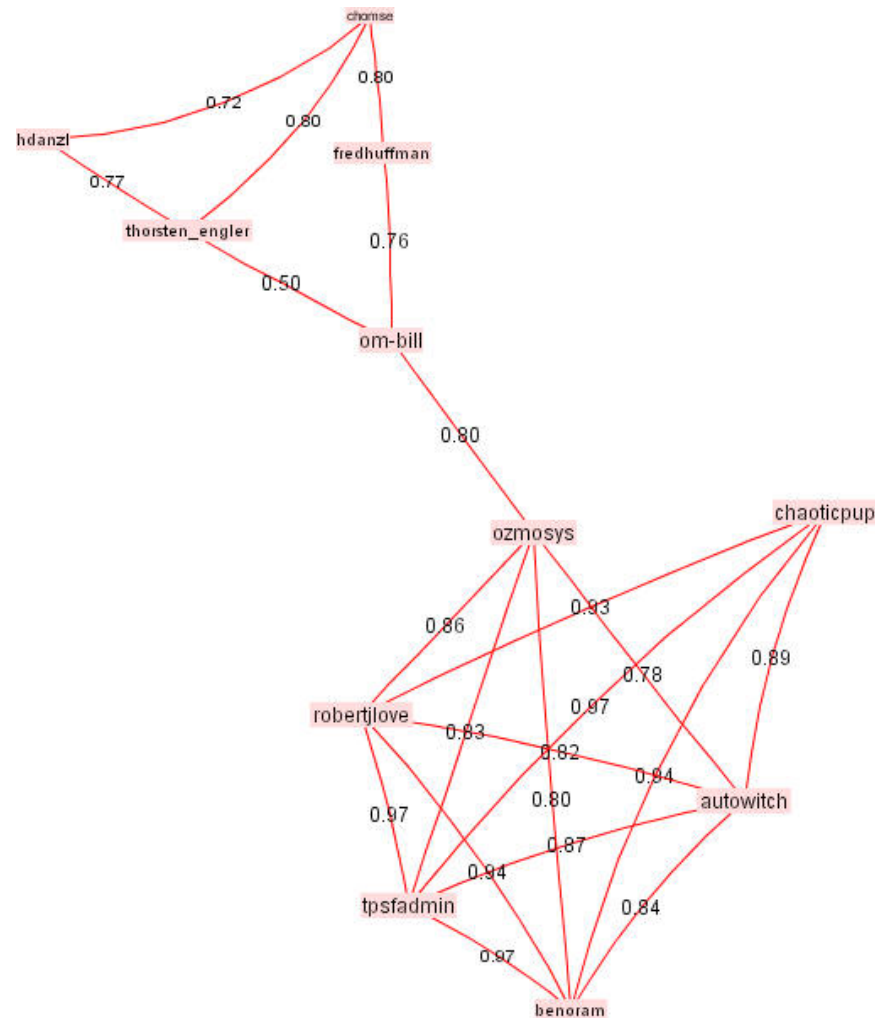 chomse
0.80
0.72
0.80
hdanzl
fredhuffman
0.77
thorsten_engler
0.76
0.50
om-bill
0.80
chaoticpup
ozmosys
0.93
0.86
0.89
0.78
0.97
robertjlove
0.83
0.82
0.94
0.80
autowitch
0.97
0.87
0.94
tpsfadmin
0.84
0.97
benoram